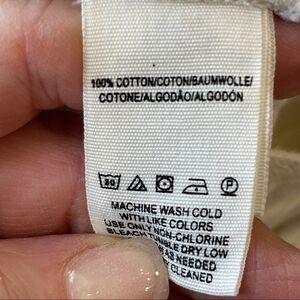 100% COTTON/COTON/BAUMWOLLE/
COTONE/ALGODÃO/ALGODÓN
MACHINE WASH COLD
WITH LIKE COLORS
USE ONLY NON-CHLORINE
BLEACH TUMBLE DRY LOW
AS NEEDED
CLEANED